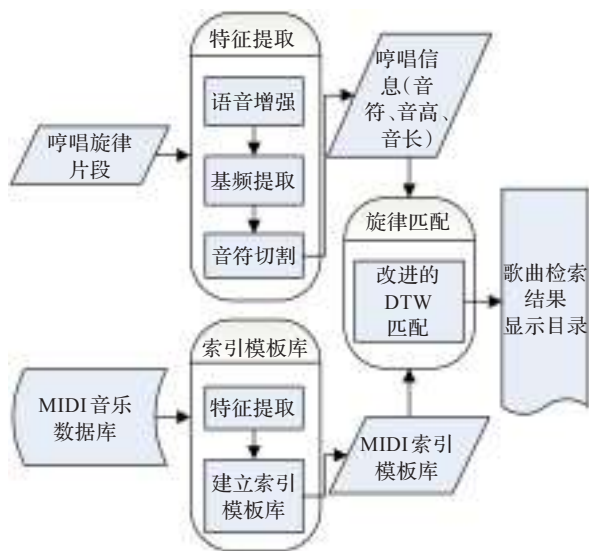 特征提取
语音增强
基频提取
音符切割
哼唱旋律
片段
哼唱信
息(音
符、音高、
音长)
旋律匹配
改进的
DTW
匹配
歌曲检索
结果
显示目录
索引模板库
特征提取
建立索引
模板库
MIDI音乐
数据库
MIDI索引
模板库